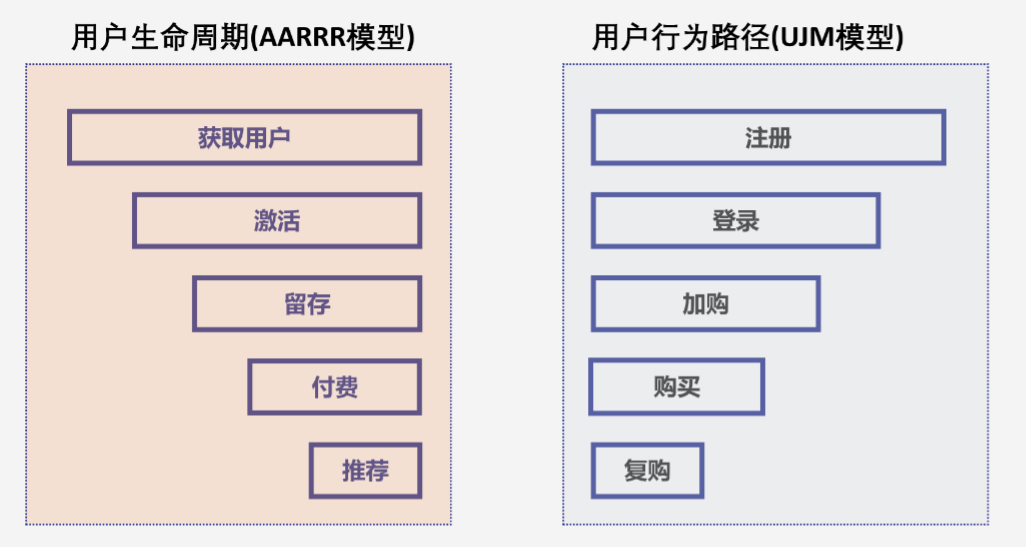 用户生命周期(AARRR模型)
获取用户
激活
留存
付费
推荐
用户行为路径(UJM模型)
注册
登录
加购
购买
复购